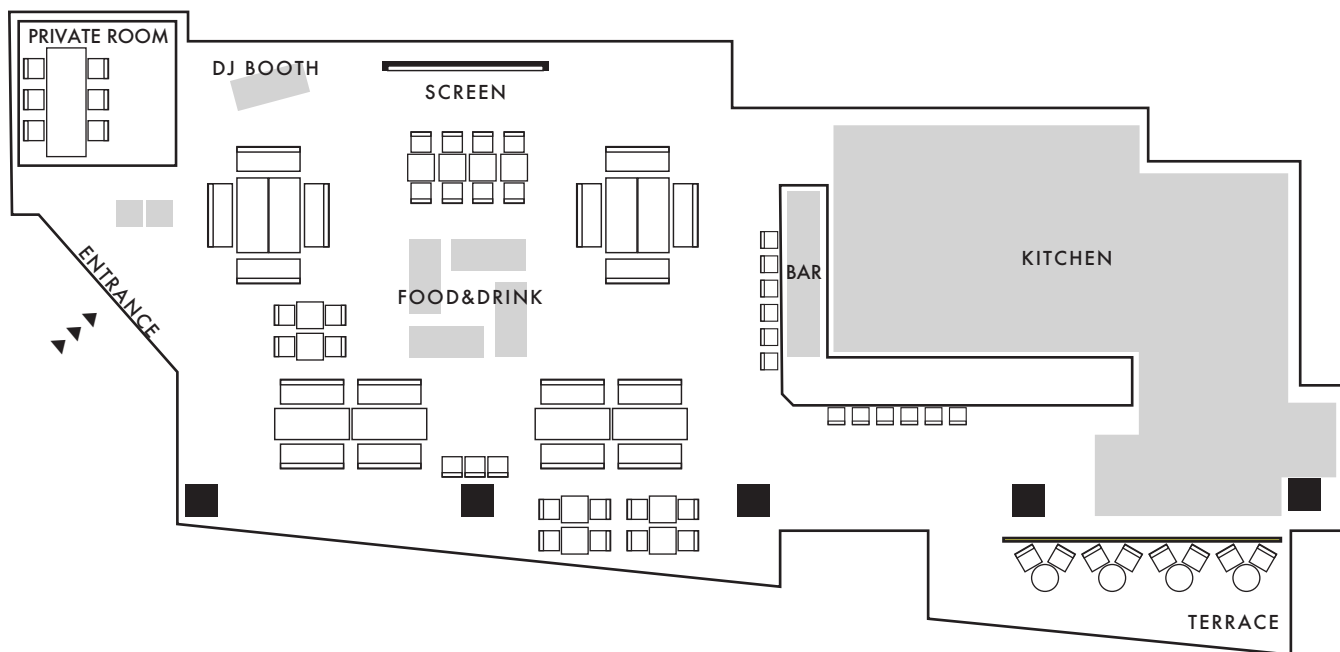 PRIVATE ROOM
DJ BOOTH
SCREEN
ENTRANCE
FOOD&DRINK
BAR
KITCHEN
TERRACE